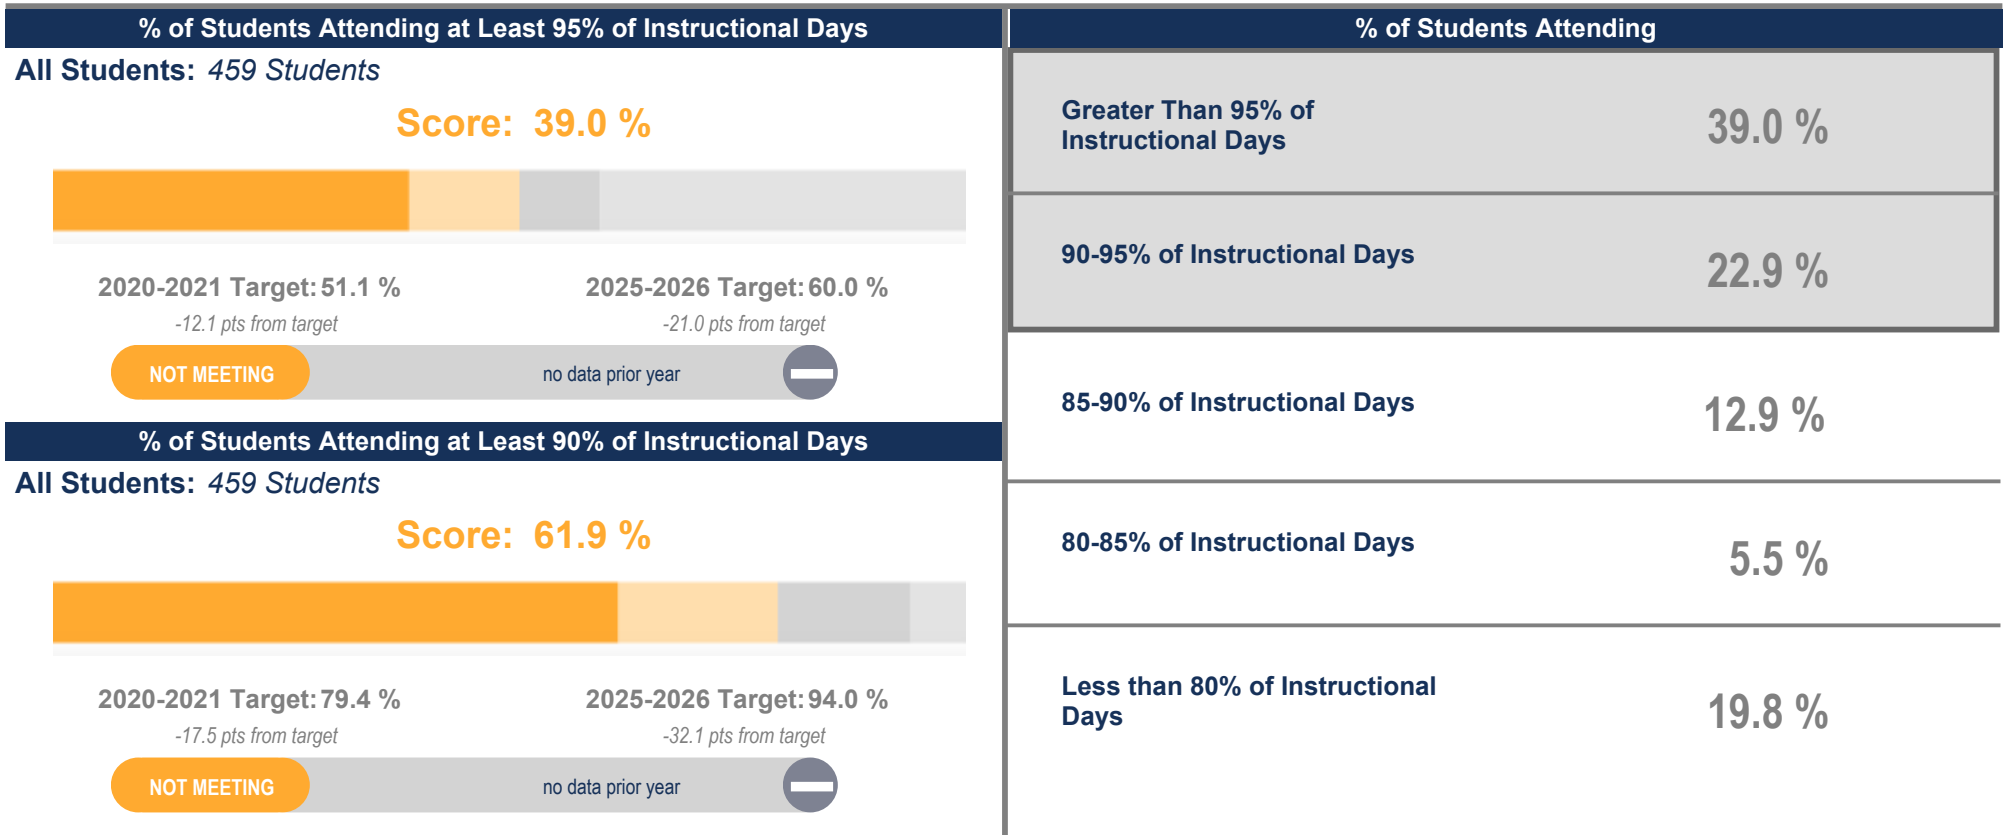 % of Students Attending at Least 95% of Instructional Days
All Students: 459 Students
Score: 39.0 %
2020-2021 Target: 51.1 %
-12.1 pts from target
2025-2026 Target: 60.0 %
-21.0 pts from target
NOT MEETING
no data prior year
% of Students Attending at Least 90% of Instructional Days
All Students: 459 Students
Score: 61.9 %
2020-2021 Target: 79.4 %
-17.5 pts from target
2025-2026 Target: 94.0 %
-32.1 pts from target
NOT MEETING
no data prior year
% of Students Attending
Greater Than 95% of
Instructional Days
39.0 %
90-95% of Instructional Days
22.9 %
85-90% of Instructional Days
12.9 %
80-85% of Instructional Days
5.5 %
Less than 80% of Instructional
Days
19.8 %